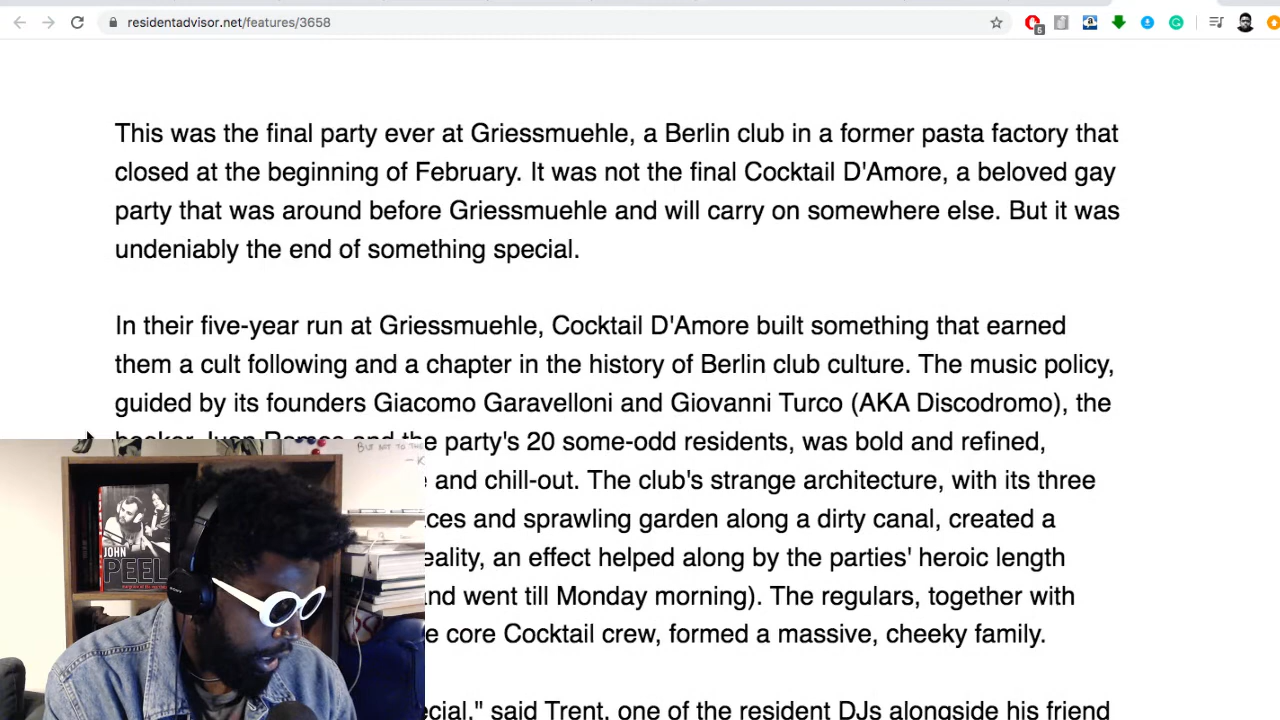 residentadvisor.net/features/3658
5
This was the final party ever at Griessmuehle, a Berlin club in a former pasta factory that
closed at the beginning of February. It was not the final Cocktail D'Amore, a beloved gay
party that was around before Griessmuehle and will carry on somewhere else. But it was
undeniably the end of something special.
In their five-year run at Griessmuehle, Cocktail D'Amore built something that earned
them a cult following and a chapter in the history of Berlin club culture. The music policy,
guided by its founders Giacomo Garavelloni and Giovanni Turco (AKA Discodromo), the
and the party's 20 some-odd residents, was bold and refined,
and chill-out. The club's strange architecture, with its three
and sprawling garden along a dirty canal, created a
an effect helped along by the parties' heroic length
went till Monday morning). The regulars, together with
core Cocktail crew, formed a massive, cheeky family.
said Trent, one of the resident DJs alongside his friend
BUT NOT TO
JOHN
PEEL
SONY